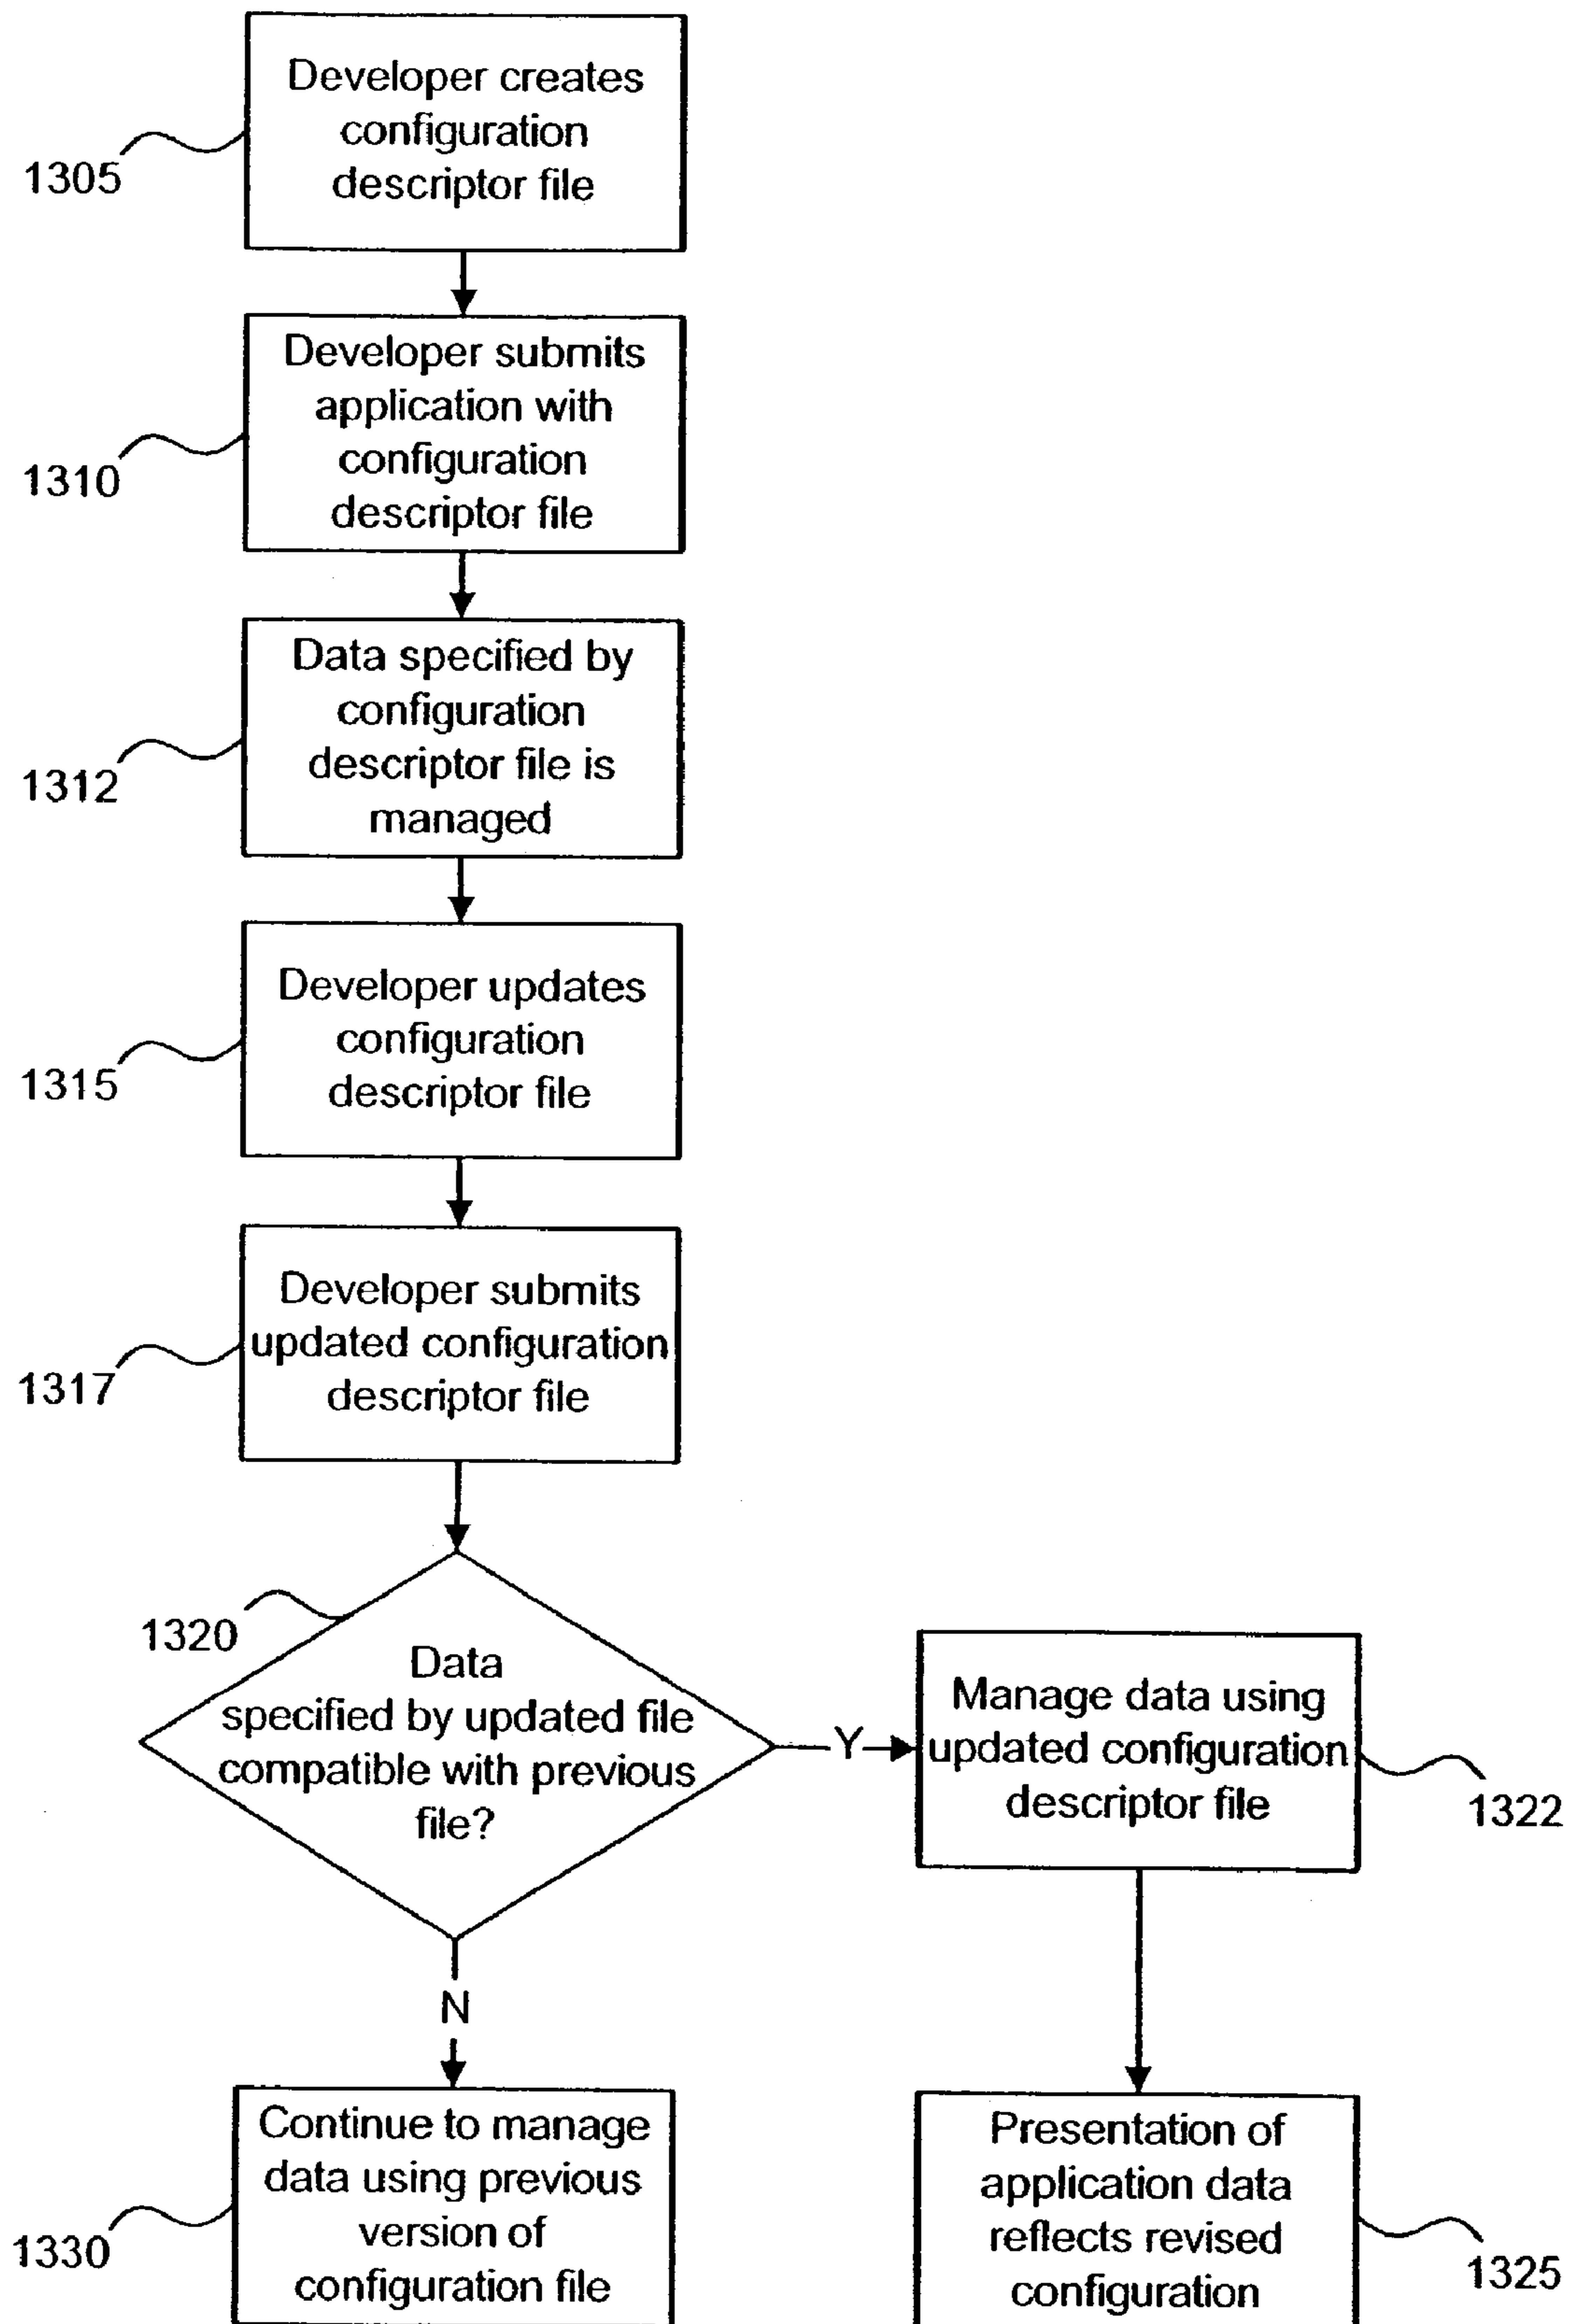 Developer creates
configuration
descriptor file
1305
Developer submits
application with
configuration
descriptor file
1310
Data specified by
configuration
descriptor file is
managed
1312
Developer updates
configuration
descriptor file
1315
Developer submits
updated configuration
descriptor file
1317
1320
Data
specified by updated file
compatible with previous
file?
Y
Manage data using
updated configuration
descriptor file
1322
N
Continue to manage
data using previous
version of
configuration file
1330
Presentation of
application data
reflects revised
configuration
1325